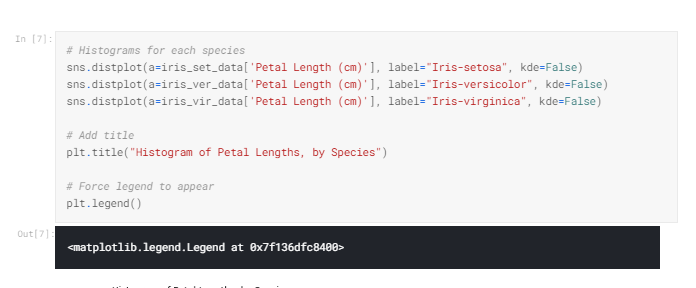 In [7]:
# Histograms for each species
sns.distplot(a=iris_set_data['Petal Length (cm)'], label="Iris-setosa", kde=False)
sns.distplot(a=iris_ver_data['Petal Length (cm)'], label="Iris-versicolor", kde=False)
sns.distplot(a=iris_vir_data['Petal Length (cm)'], label="Iris-virginica", kde=False)
# Add title
plt.title("Histogram of Petal Lengths, by Species")
# Force legend to appear
plt.legend()
Out[7]:
<matplotlib.legend.Legend at 0x7f136dfc8400>